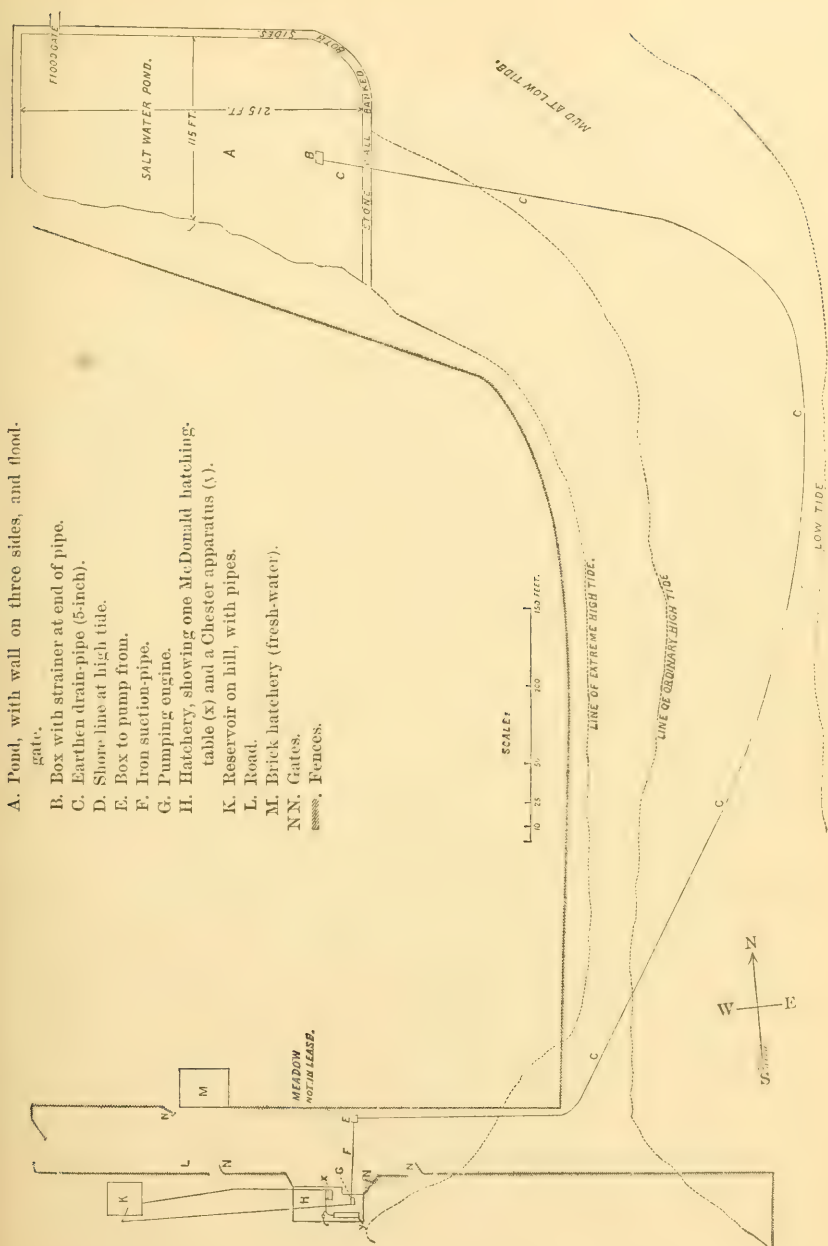 A. Pond, with wall on three sides, and flood-
gate.
B. Box with strainer at end of pipe.
C. Earthen drain-pipe (5-inch).
D. Shore line at high tide.
E. Box to pump from.
F. Iron suction-pipe.
G. Pumping engine.
H. Hatchery, showing one McDonald hatching-
table (x) and a Chester apparatus (y).
K. Reservoir on hill, with pipes.
L. Road.
M. Brick hatchery (fresh-water).
NN. Gates.
Fences.
FLOODGATE
SALT WATER POND.
115 FT.
215 FT.
A
B
C
STONE WALL BANKED
BOTH SIDES
MUD AT LOW TIDE.
C
C
LOW TIDE
LINE OF EXTREME HIGH TIDE.
LINE OF ORDINARY HIGH TIDE
SCALE:
10 25 50 100 150 FEET.
C
C
N
W E
S
MEADOW
NOT IN LEASE.
M
N
L
N
K
H
X
G
F
E
N
N
y